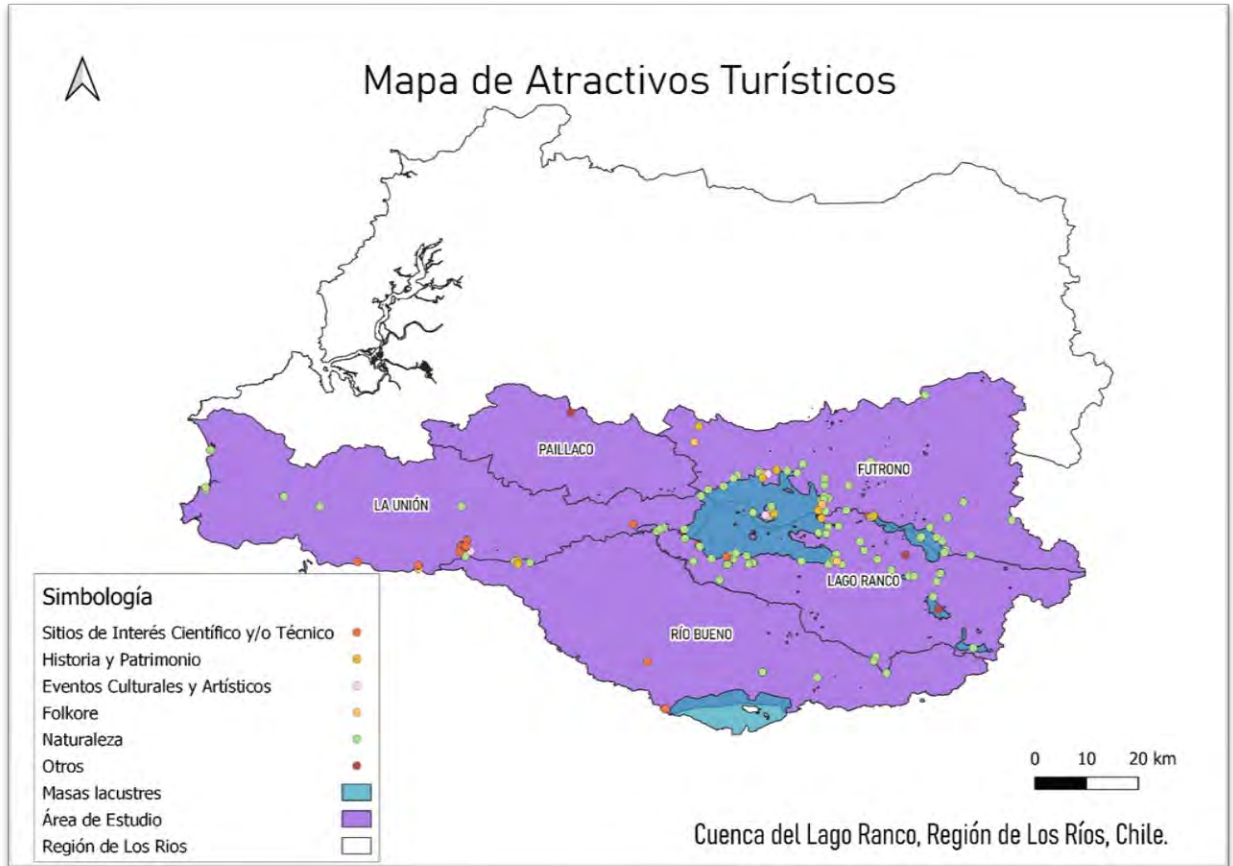 Mapa de Atractivos Turísticos
PAILLACO
FUTRONO
LA UNIÓN
LAGO RANCO
RÍO BUENO
Simbología
Sitios de Interés Científico y/o Técnico
Historia y Patrimonio
Eventos Culturales y Artísticos
Folkore
Naturaleza
Otros
Masas lacustres
Área de Estudio
Región de Los Rios
0 10 20 km
Cuenca del Lago Ranco, Región de Los Ríos, Chile.